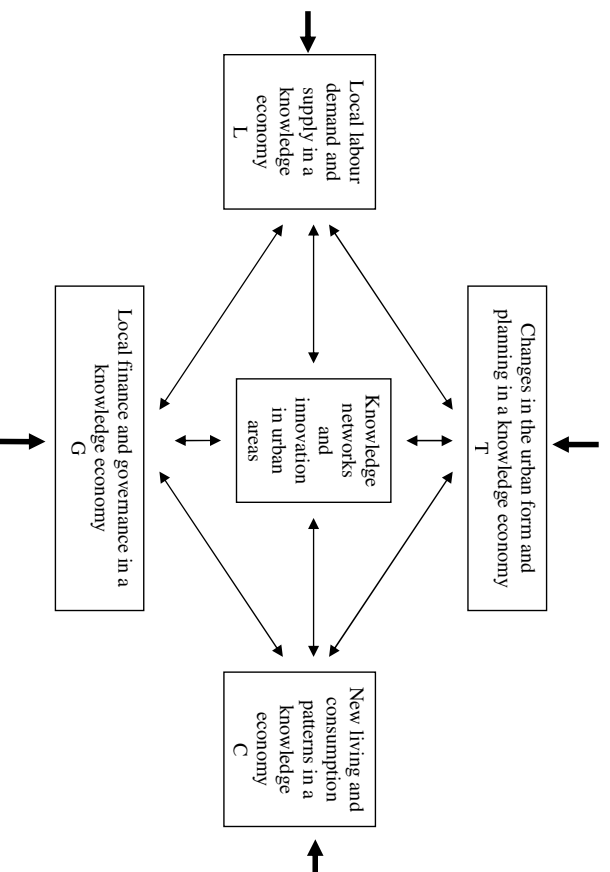 Changes in the urban form and
planning in a knowledge economy
T
Local labour
demand and
supply in a
knowledge
economy
L
Knowledge
networks
and
innovation
in urban
areas
New living and
consumption
patterns in a
knowledge
economy
C
Local finance and governance in a
knowledge economy
G